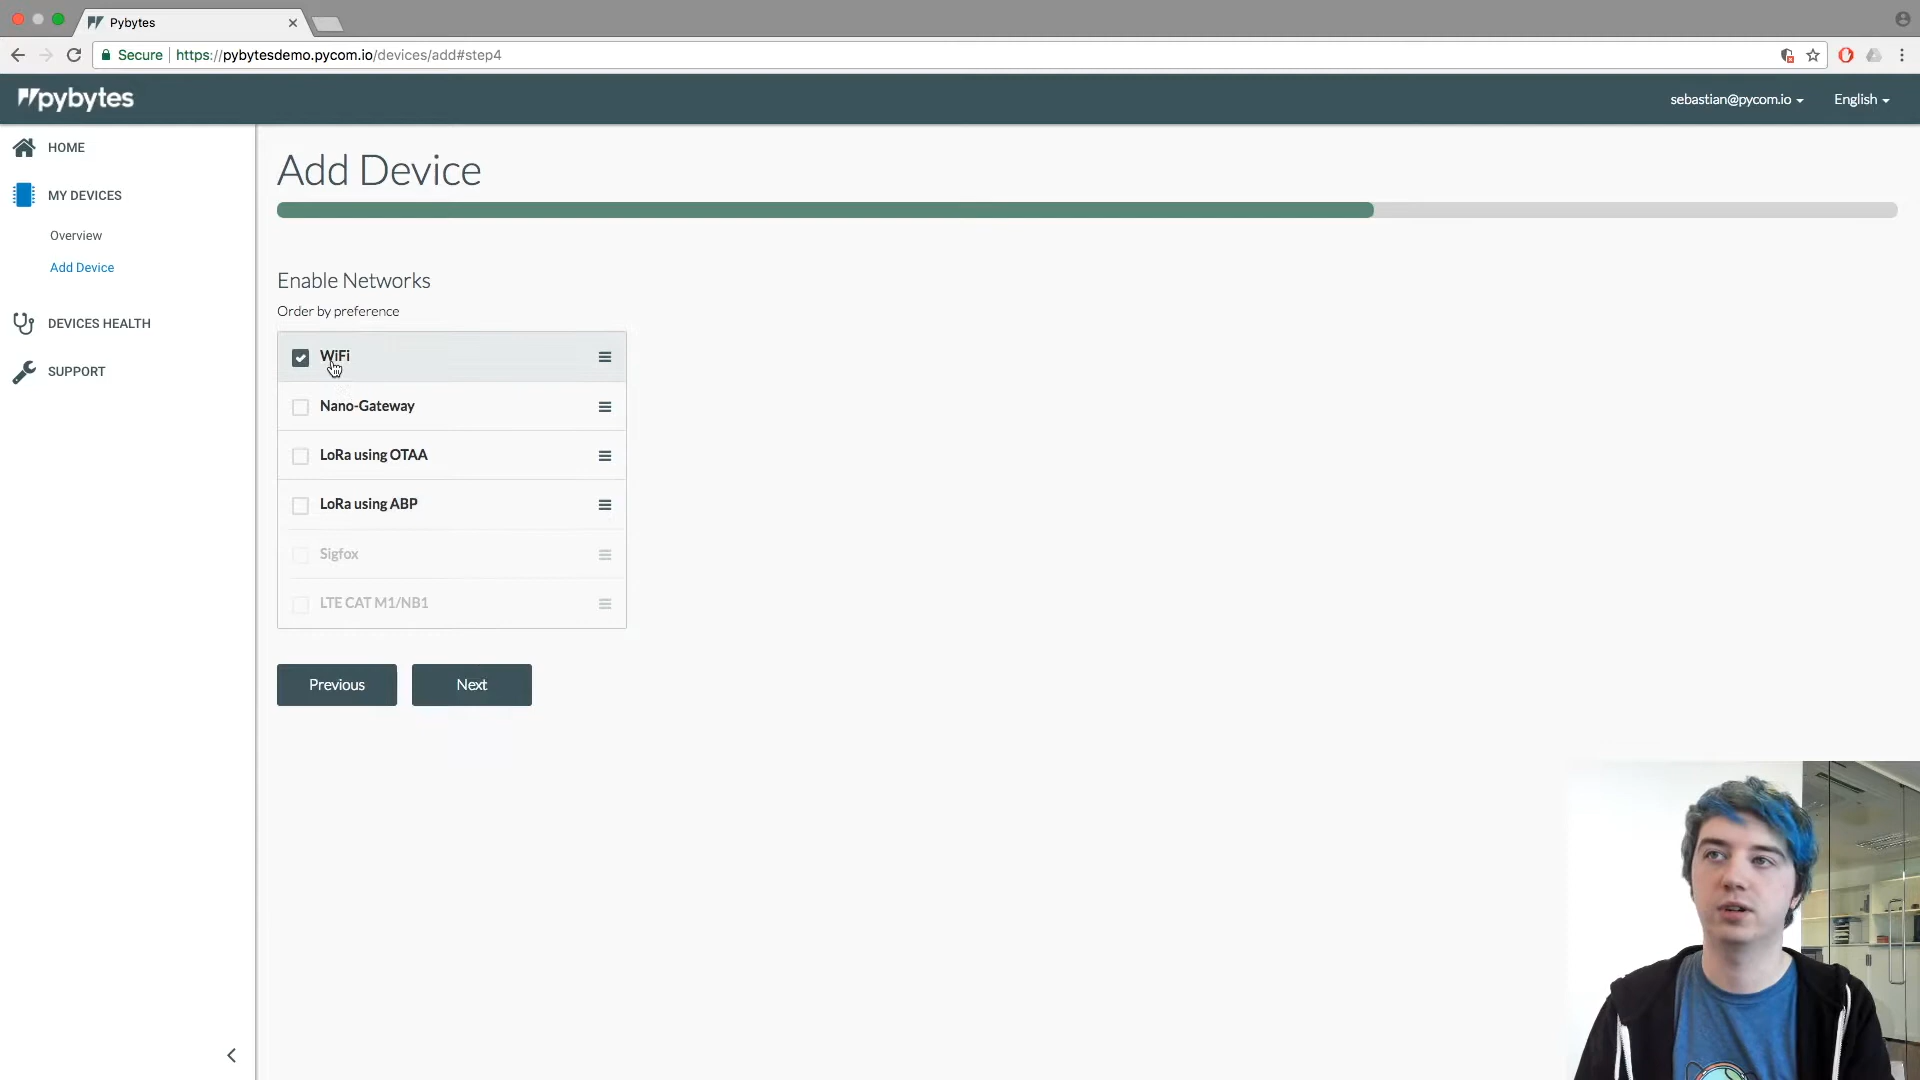 Pybytes
Secure https://pybytesdemo.pycom.io/devices/add#step4
pybytes
sebastian@pycom.io
English
HOME
MY DEVICES
Overview
Add Device
DEVICES HEALTH
SUPPORT
Add Device
Enable Networks
Order by preference
WiFi
Nano-Gateway
LoRa using OTAA
LoRa using ABP
Sigfox
LTE CAT M1/NB1
Previous
Next